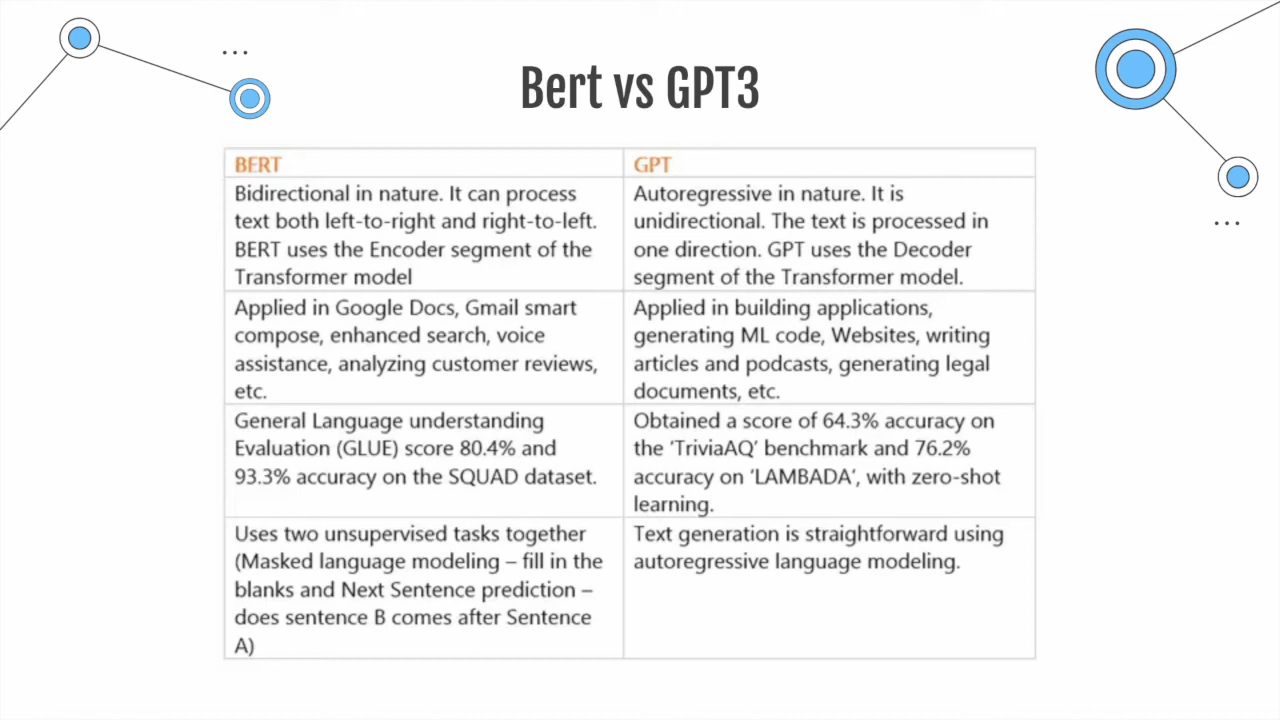 Bert vs GPT3
BERT
GPT
Bidirectional in nature. It can process
text both left-to-right and right-to-left.
BERT uses the Encoder segment of the
Transformer model
Autoregressive in nature. It is
unidirectional. The text is processed in
one direction. GPT uses the Decoder
segment of the Transformer model.
Applied in Google Docs, Gmail smart
compose, enhanced search, voice
assistance, analyzing customer reviews,
etc.
Applied in building applications,
generating ML code, Websites, writing
articles and podcasts, generating legal
documents, etc.
General Language understanding
Evaluation (GLUE) score 80.4% and
93.3% accuracy on the SQUAD dataset.
Obtained a score of 64.3% accuracy on
the ‘TriviaAQ’ benchmark and 76.2%
accuracy on ‘LAMBADA’, with zero-shot
learning.
Uses two unsupervised tasks together
(Masked language modeling – fill in the
blanks and Next Sentence prediction –
does sentence B comes after Sentence
A)
Text generation is straightforward using
autoregressive language modeling.